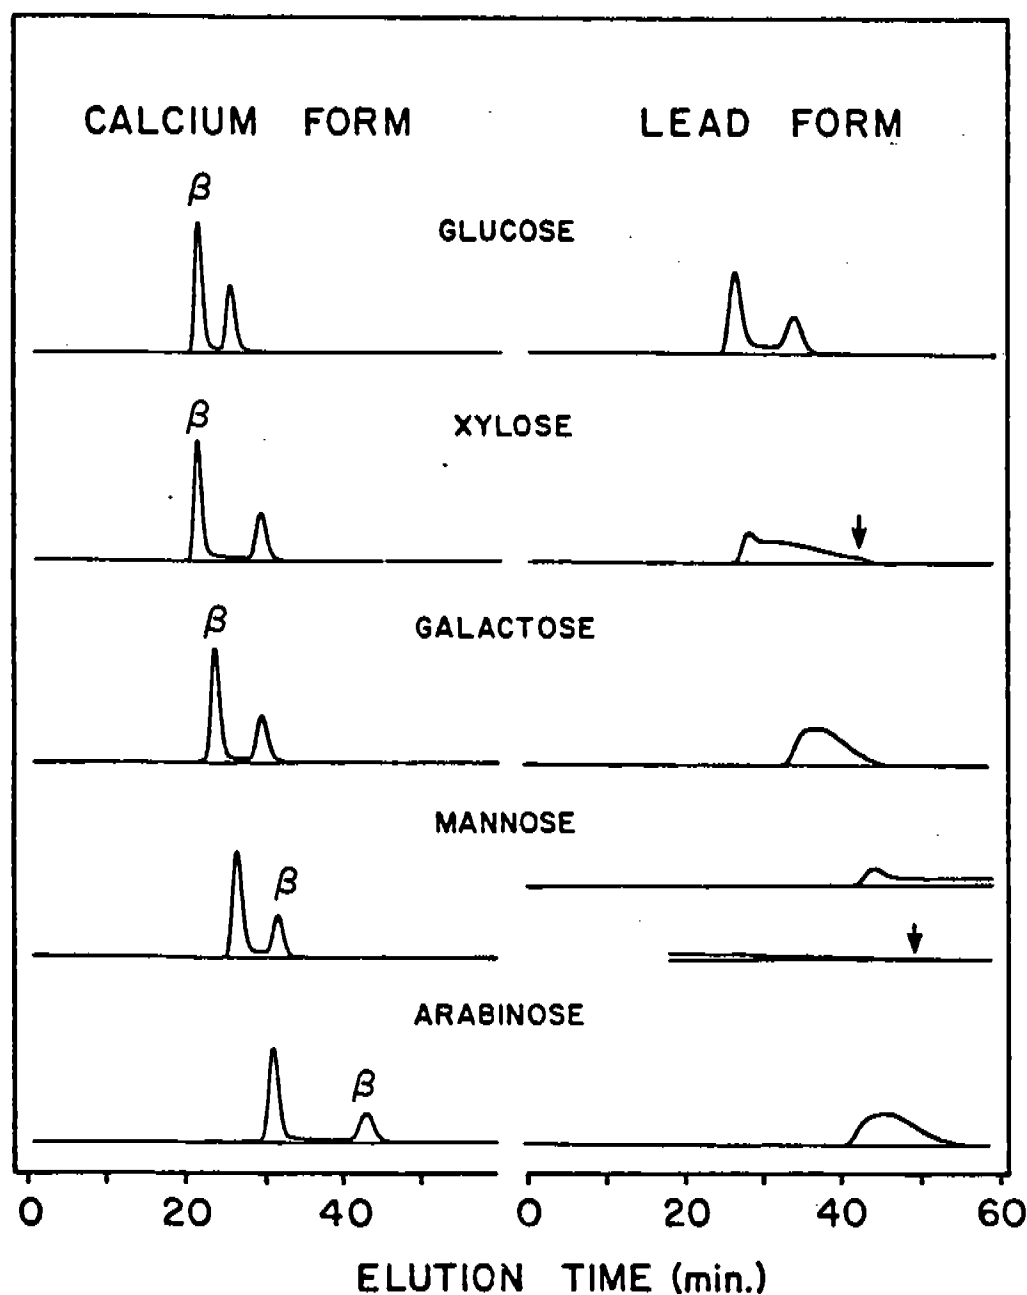 CALCIUM FORM LEAD FORM
β
GLUCOSE
β
XYLOSE
β
GALACTOSE
MANNOSE
β
ARABINOSE
β
0 20 40 0 20 40 60
ELUTION TIME (min.)